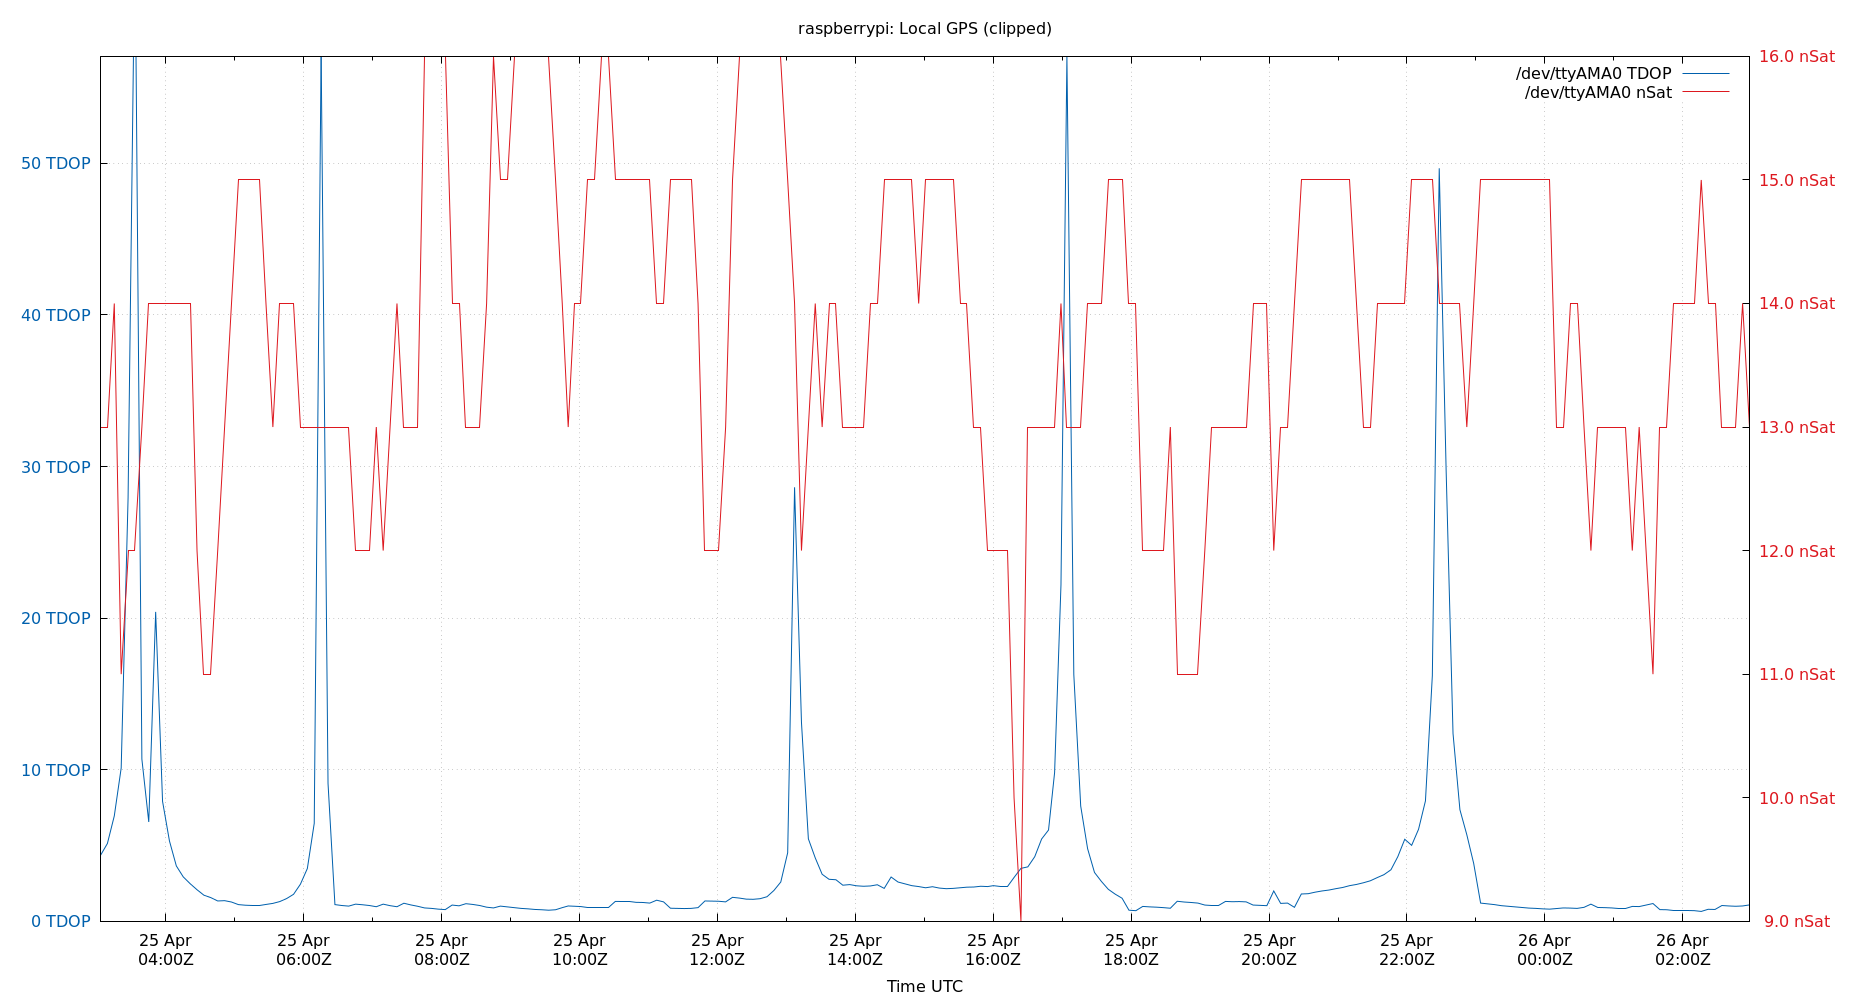 raspberrypi: Local GPS (clipped)
/dev/ttyAMA0 TDOP
/dev/ttyAMA0 nSat
50 TDOP
40 TDOP
30 TDOP
20 TDOP
10 TDOP
0 TDOP
16.0 nSat
15.0 nSat
14.0 nSat
13.0 nSat
12.0 nSat
11.0 nSat
10.0 nSat
9.0 nSat
25 Apr
04:00Z
25 Apr
06:00Z
25 Apr
08:00Z
25 Apr
10:00Z
25 Apr
12:00Z
25 Apr
14:00Z
25 Apr
16:00Z
25 Apr
18:00Z
25 Apr
20:00Z
25 Apr
22:00Z
26 Apr
00:00Z
26 Apr
02:00Z
Time UTC